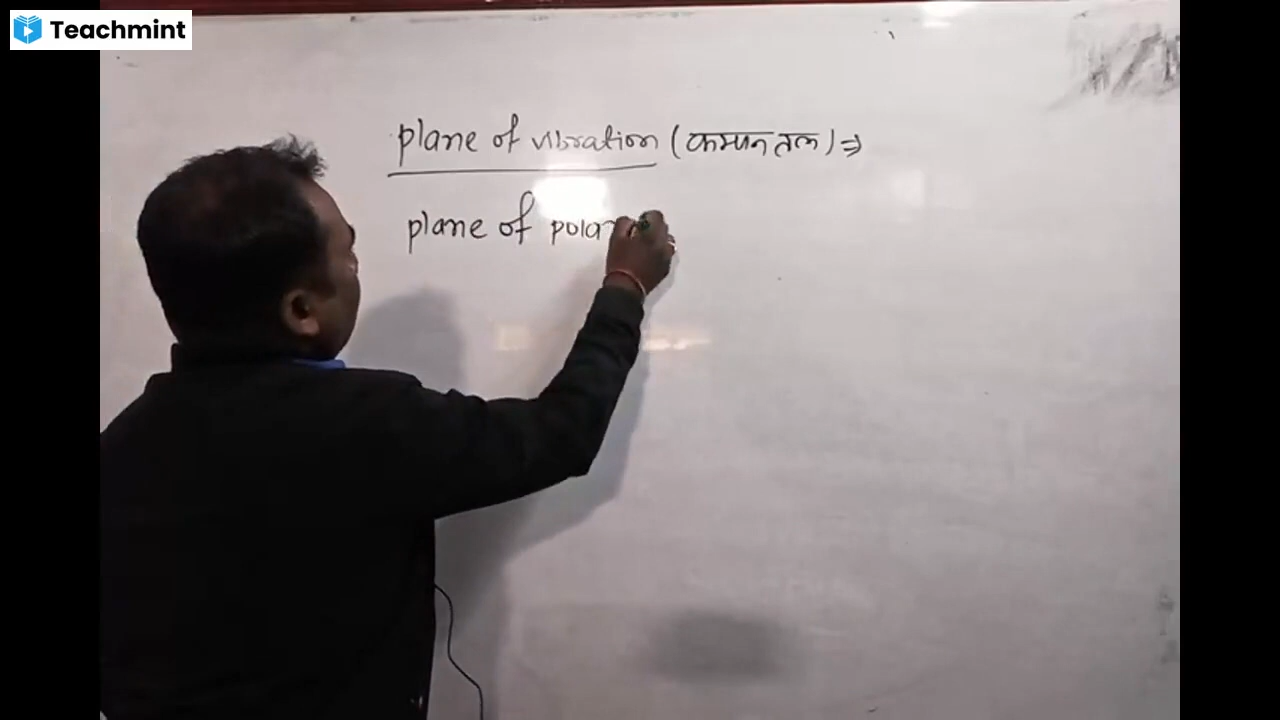 Teachmint
plane of vibration (कम्पन तल) ⇒
plane of pola